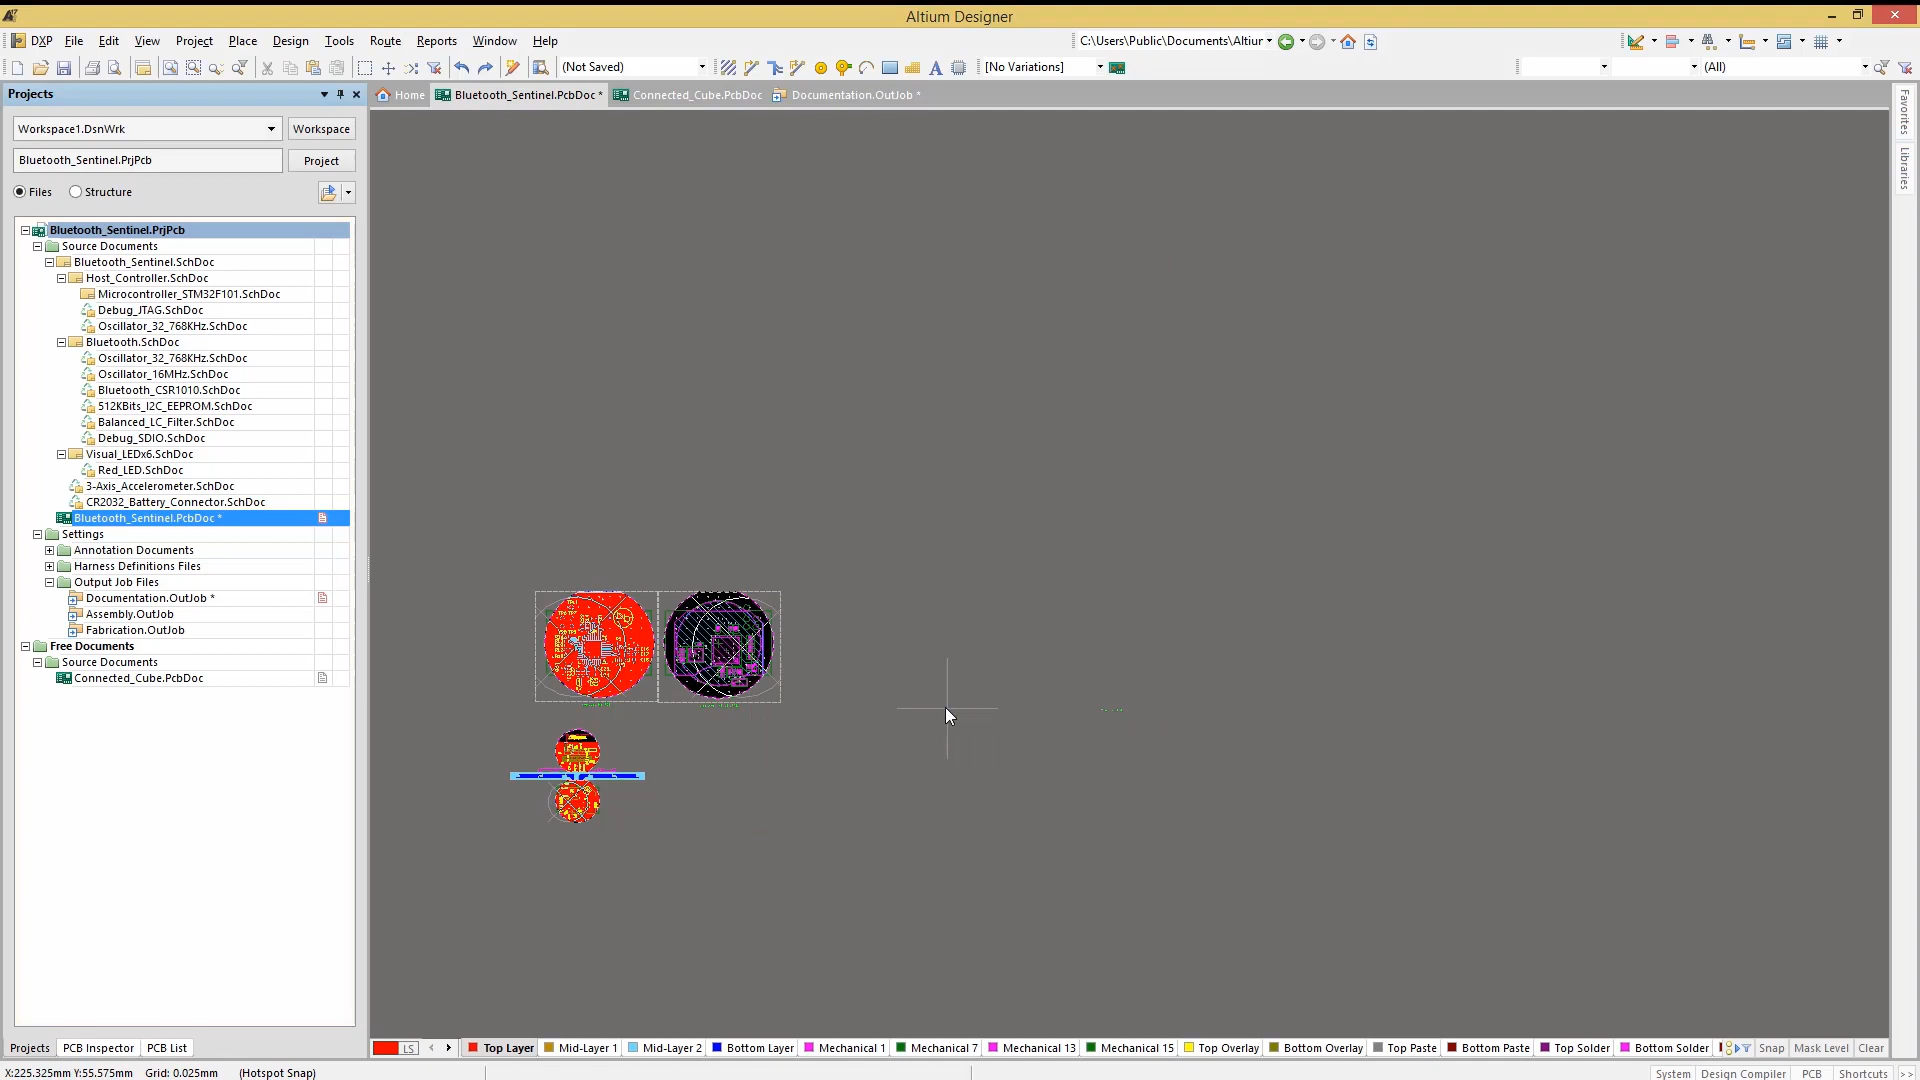 Altium Designer
DXP File Edit View Project Place Design Tools Route Reports Window Help
C:\Users\Public\Documents\Altiur
(Not Saved) [No Variations] (All)
Projects
Home Bluetooth_Sentinel.PcbDoc * Connected_Cube.PcbDoc Documentation.OutJob *
Workspace1.DsnWrk Workspace
Bluetooth_Sentinel.PrjPcb Project
Files Structure
Bluetooth_Sentinel.PrjPcb
Source Documents
Bluetooth_Sentinel.SchDoc
Host_Controller.SchDoc
Microcontroller_STM32F101.SchDoc
Debug_JTAG.SchDoc
Oscillator_32_768KHz.SchDoc
Bluetooth.SchDoc
Oscillator_32_768KHz.SchDoc
Oscillator_16MHz.SchDoc
Bluetooth_CSR1010.SchDoc
512KBits_I2C_EEPROM.SchDoc
Balanced_LC_Filter.SchDoc
Debug_SDIO.SchDoc
Visual_LEDx6.SchDoc
Red_LED.SchDoc
3-Axis_Accelerometer.SchDoc
CR2032_Battery_Connector.SchDoc
Bluetooth_Sentinel.PcbDoc *
Settings
Annotation Documents
Harness Definitions Files
Output Job Files
Documentation.OutJob *
Assembly.OutJob
Fabrication.OutJob
Free Documents
Source Documents
Connected_Cube.PcbDoc
Favorites
Libraries
Projects PCB Inspector PCB List
LS Top Layer Mid-Layer 1 Mid-Layer 2 Bottom Layer Mechanical 1 Mechanical 7 Mechanical 13 Mechanical 15 Top Overlay Bottom Overlay Top Paste Bottom Paste Top Solder Bottom Solder Snap Mask Level Clear
X:225.325mm Y:55.575mm Grid: 0.025mm (Hotspot Snap)
System Design Compiler PCB Shortcuts >>